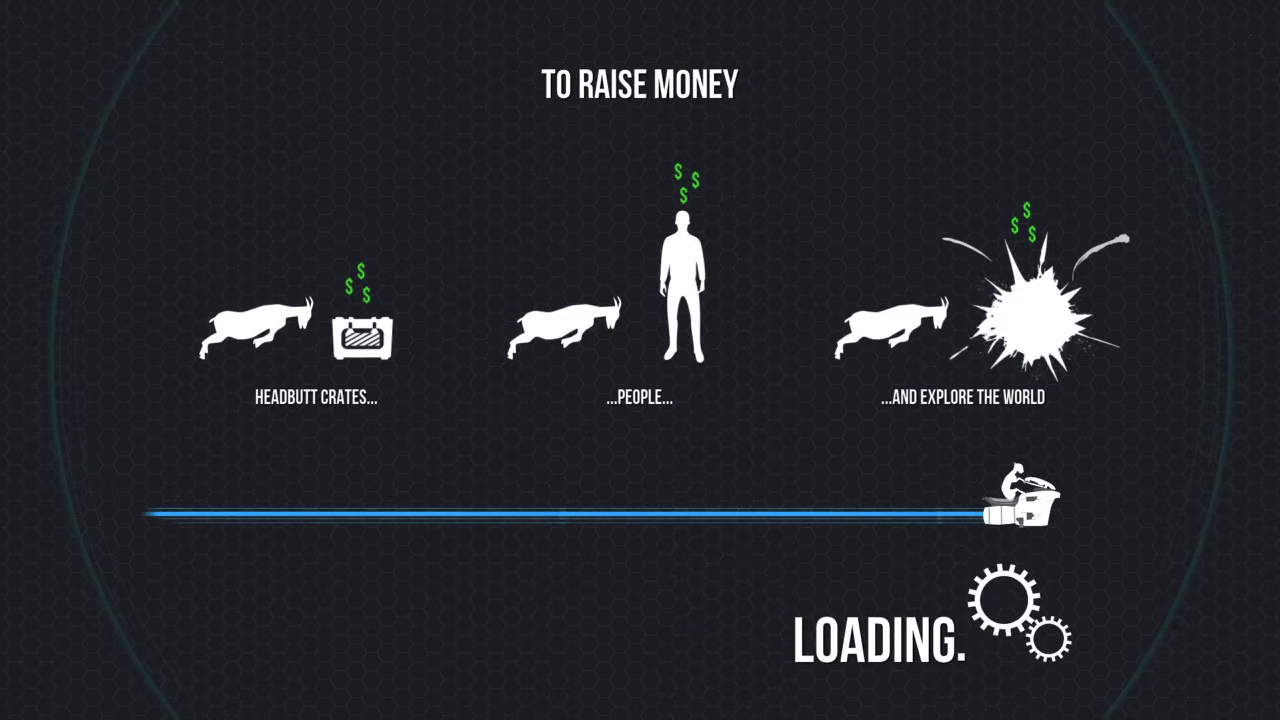 TO RAISE MONEY
$ $ $
$ $ $
$ $ $
HEADBUTT CRATES...
...PEOPLE...
...AND EXPLORE THE WORLD
LOADING.